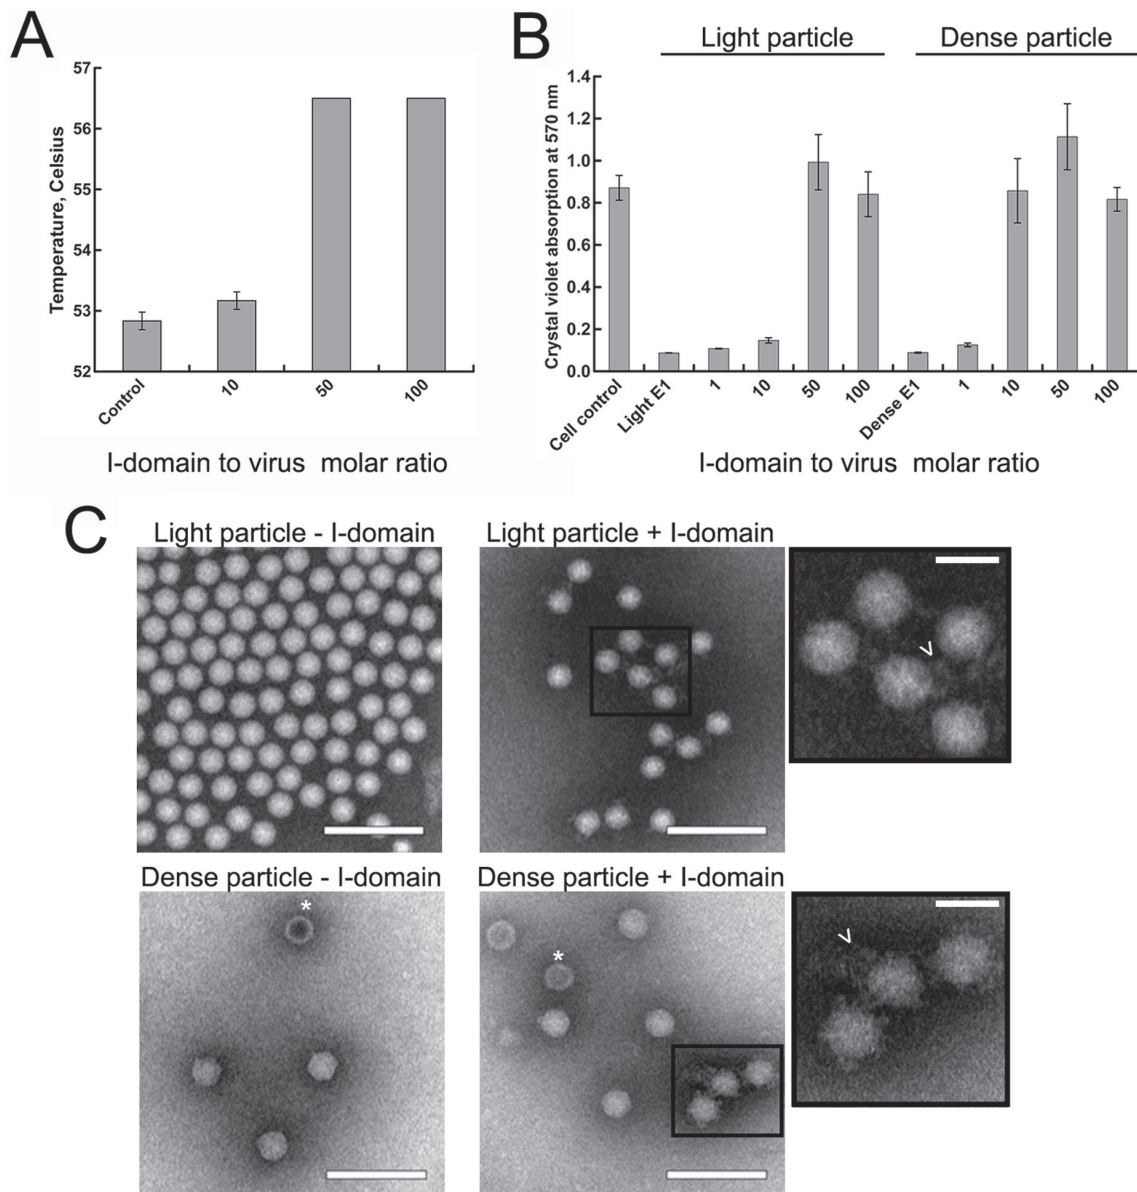 A
Temperature, Celsius
57
56
55
54
53
52
Control
10
50
100
I-domain to virus molar ratio
B
Light particle
Dense particle
Crystal violet absorption at 570 nm
1.4
1.2
1.0
0.8
0.6
0.4
0.2
0.0
Cell control
Light E1
1
10
50
100
Dense E1
1
10
50
100
I-domain to virus molar ratio
C
Light particle - I-domain
Light particle + I-domain
>
Dense particle - I-domain
*
Dense particle + I-domain
*
>